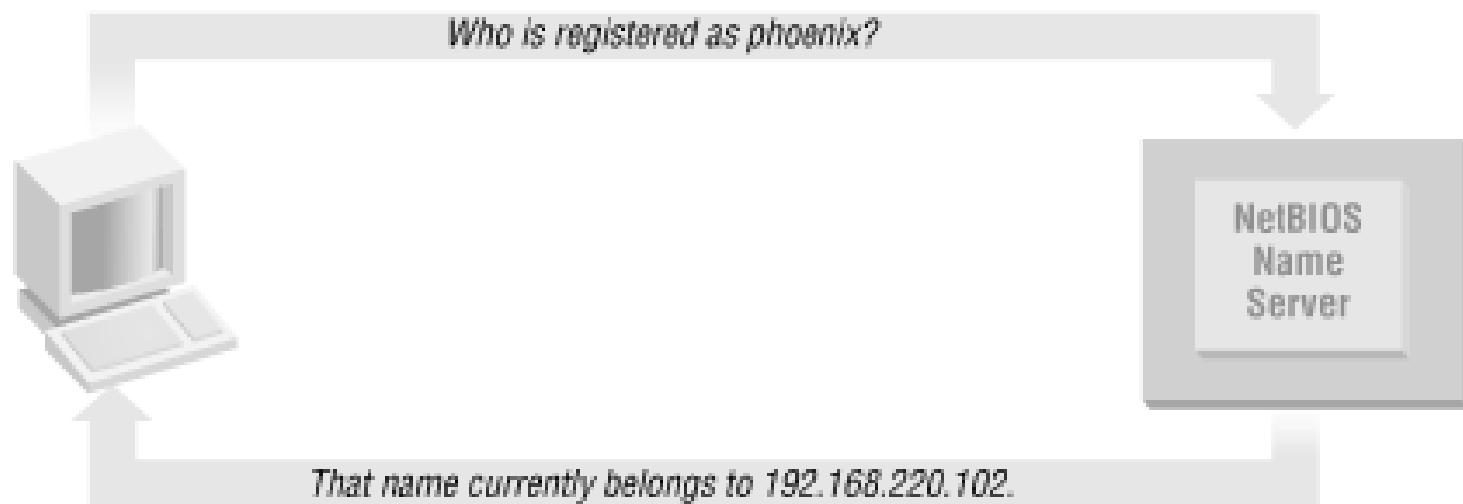 Who is registered as phoenix?
NetBIOS
Name
Server
That name currently belongs to 192.168.220.102.